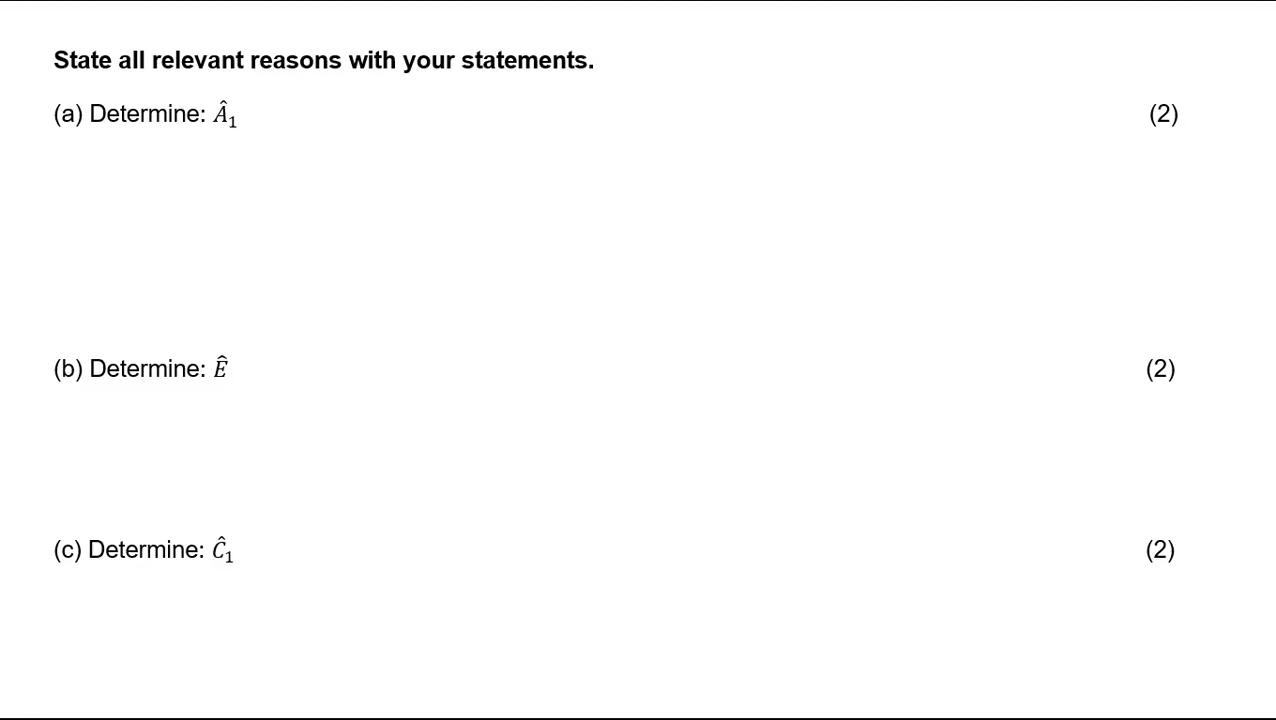 State all relevant reasons with your statements.
(a) Determine: Â₁ (2)
(b) Determine: Ê (2)
(c) Determine: Ĉ₁ (2)